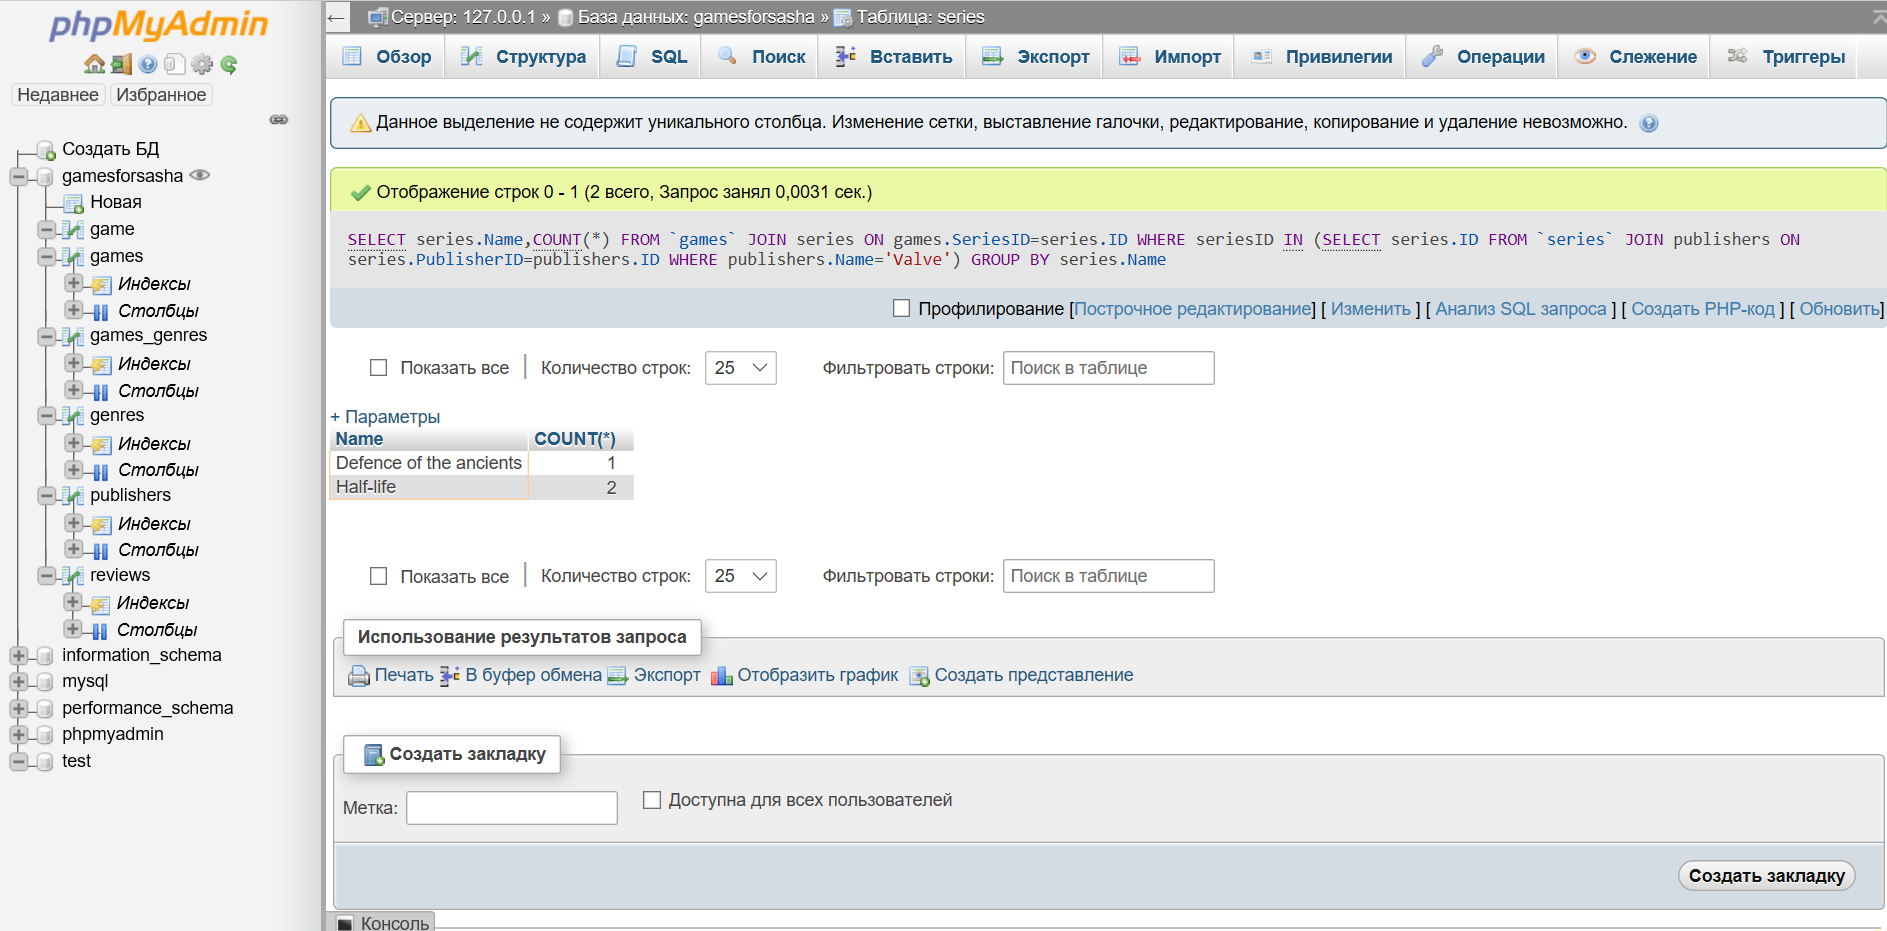 phpMyAdmin
Недавнее Избранное
Создать БД
gamesforsasha
Новая
game
games
Индексы
Столбцы
games_genres
Индексы
Столбцы
genres
Индексы
Столбцы
publishers
Индексы
Столбцы
reviews
Индексы
Столбцы
information_schema
mysql
performance_schema
phpmyadmin
test
Сервер: 127.0.0.1 » База данных: gamesforsasha » Таблица: series
Обзор Структура SQL Поиск Вставить Экспорт Импорт Привилегии Операции Слежение Триггеры
Данное выделение не содержит уникального столбца. Изменение сетки, выставление галочки, редактирование, копирование и удаление невозможно.
Отображение строк 0 - 1 (2 всего, Запрос занял 0,0031 сек.)
SELECT series.Name,COUNT(*) FROM `games` JOIN series ON games.SeriesID=series.ID WHERE seriesID IN (SELECT series.ID FROM `series` JOIN publishers ON
series.PublisherID=publishers.ID WHERE publishers.Name='Valve') GROUP BY series.Name
Профилирование [Построчное редактирование] [ Изменить ] [ Анализ SQL запроса ] [ Создать PHP-код ] [ Обновить]
Показать все Количество строк: 25 Фильтровать строки: Поиск в таблице
+ Параметры
Name COUNT(*)
Defence of the ancients 1
Half-life 2
Показать все Количество строк: 25 Фильтровать строки: Поиск в таблице
Использование результатов запроса
Печать В буфер обмена Экспорт Отобразить график Создать представление
Создать закладку
Метка: Доступна для всех пользователей
Создать закладку
Консоль